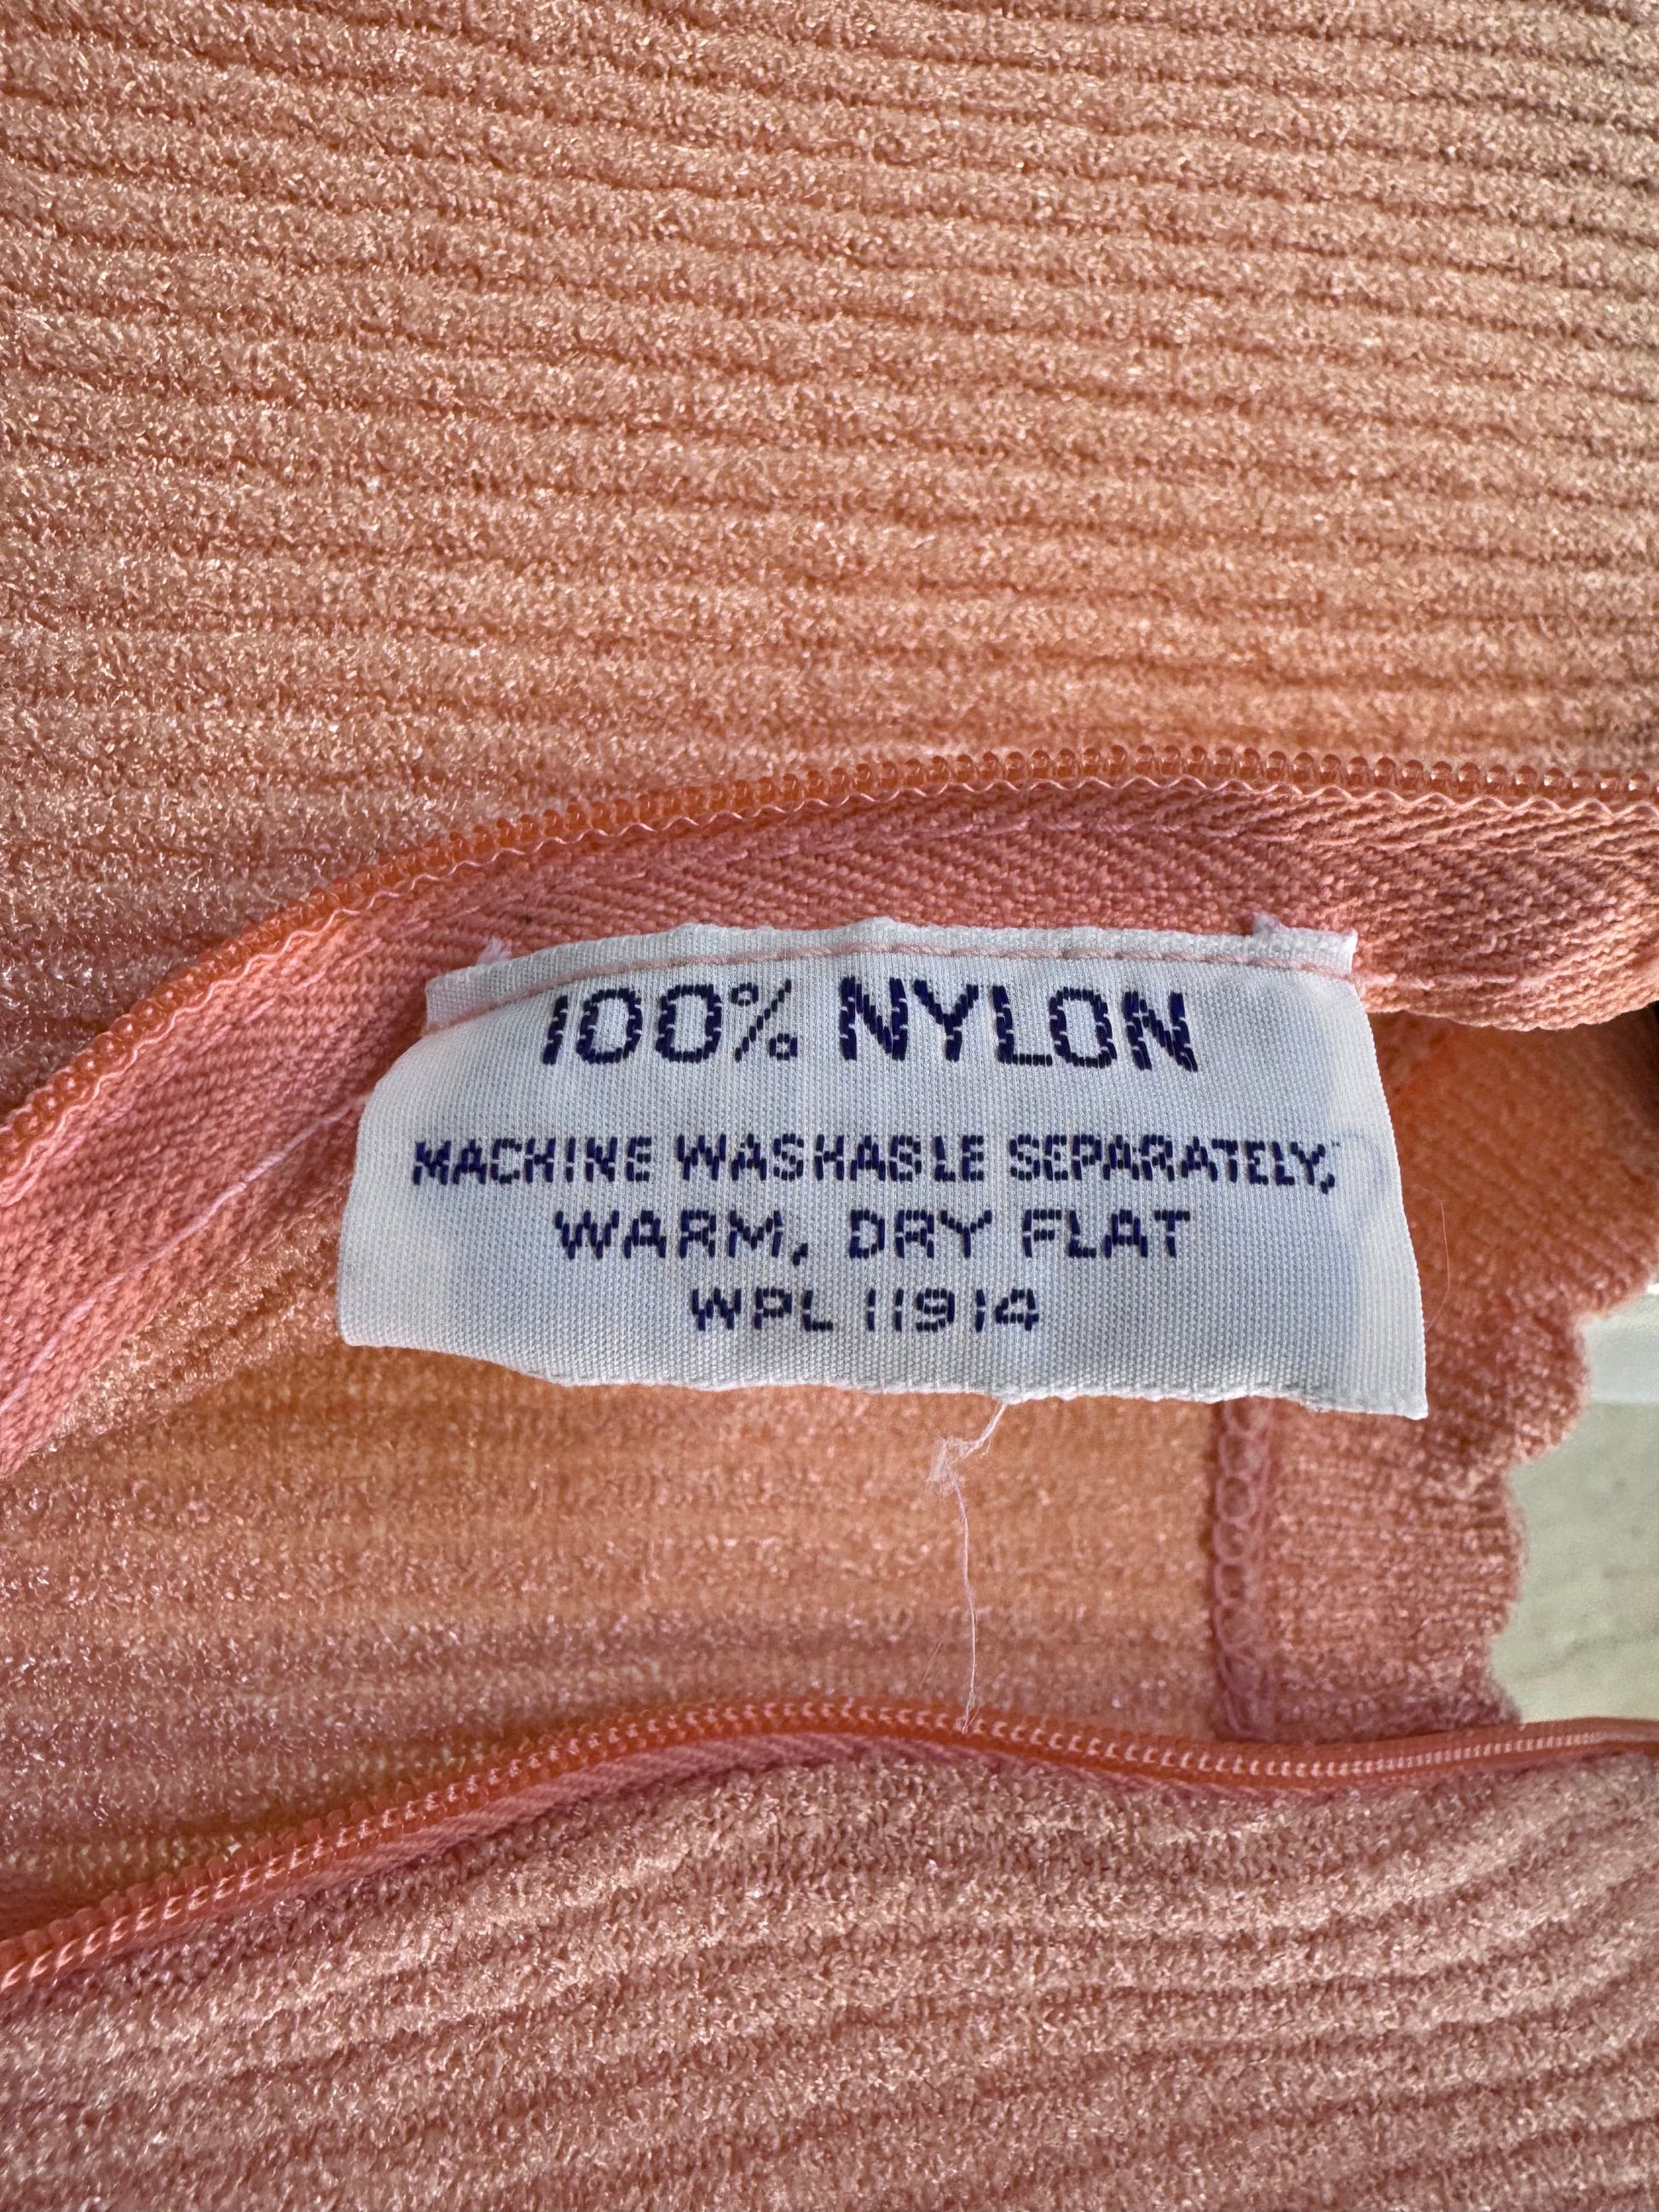 100% NYLON
MACHINE WASHABLE SEPARATELY,
WARM, DRY FLAT
WPL 11914